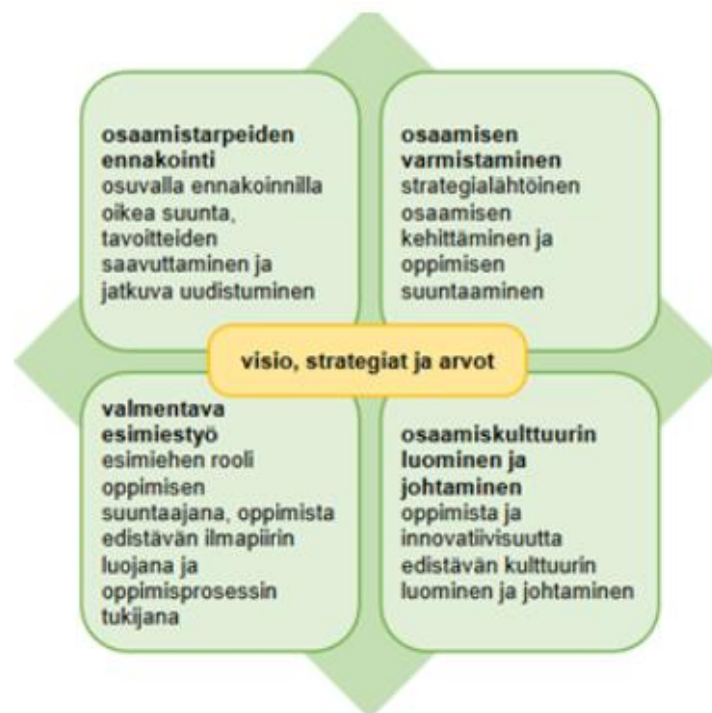 osaamistarpeiden
ennakointi
osuvalla ennakoinnilla
oikea suunta,
tavoitteiden
saavuttaminen ja
jatkuva uudistuminen
osaamisen
varmistaminen
strategialähtöinen
osaamisen
kehittäminen ja
oppimisen
suuntaaminen
visio, strategiat ja arvot
valmentava
esimiestyö
esimiehen rooli
oppimisen
suuntaajana, oppimista
edistävän ilmapiirin
luojana ja
oppimisprosessin
tukijana
osaamiskulttuurin
luominen ja
johtaminen
oppimista ja
innovatiivisuutta
edistävän kulttuurin
luominen ja johtaminen